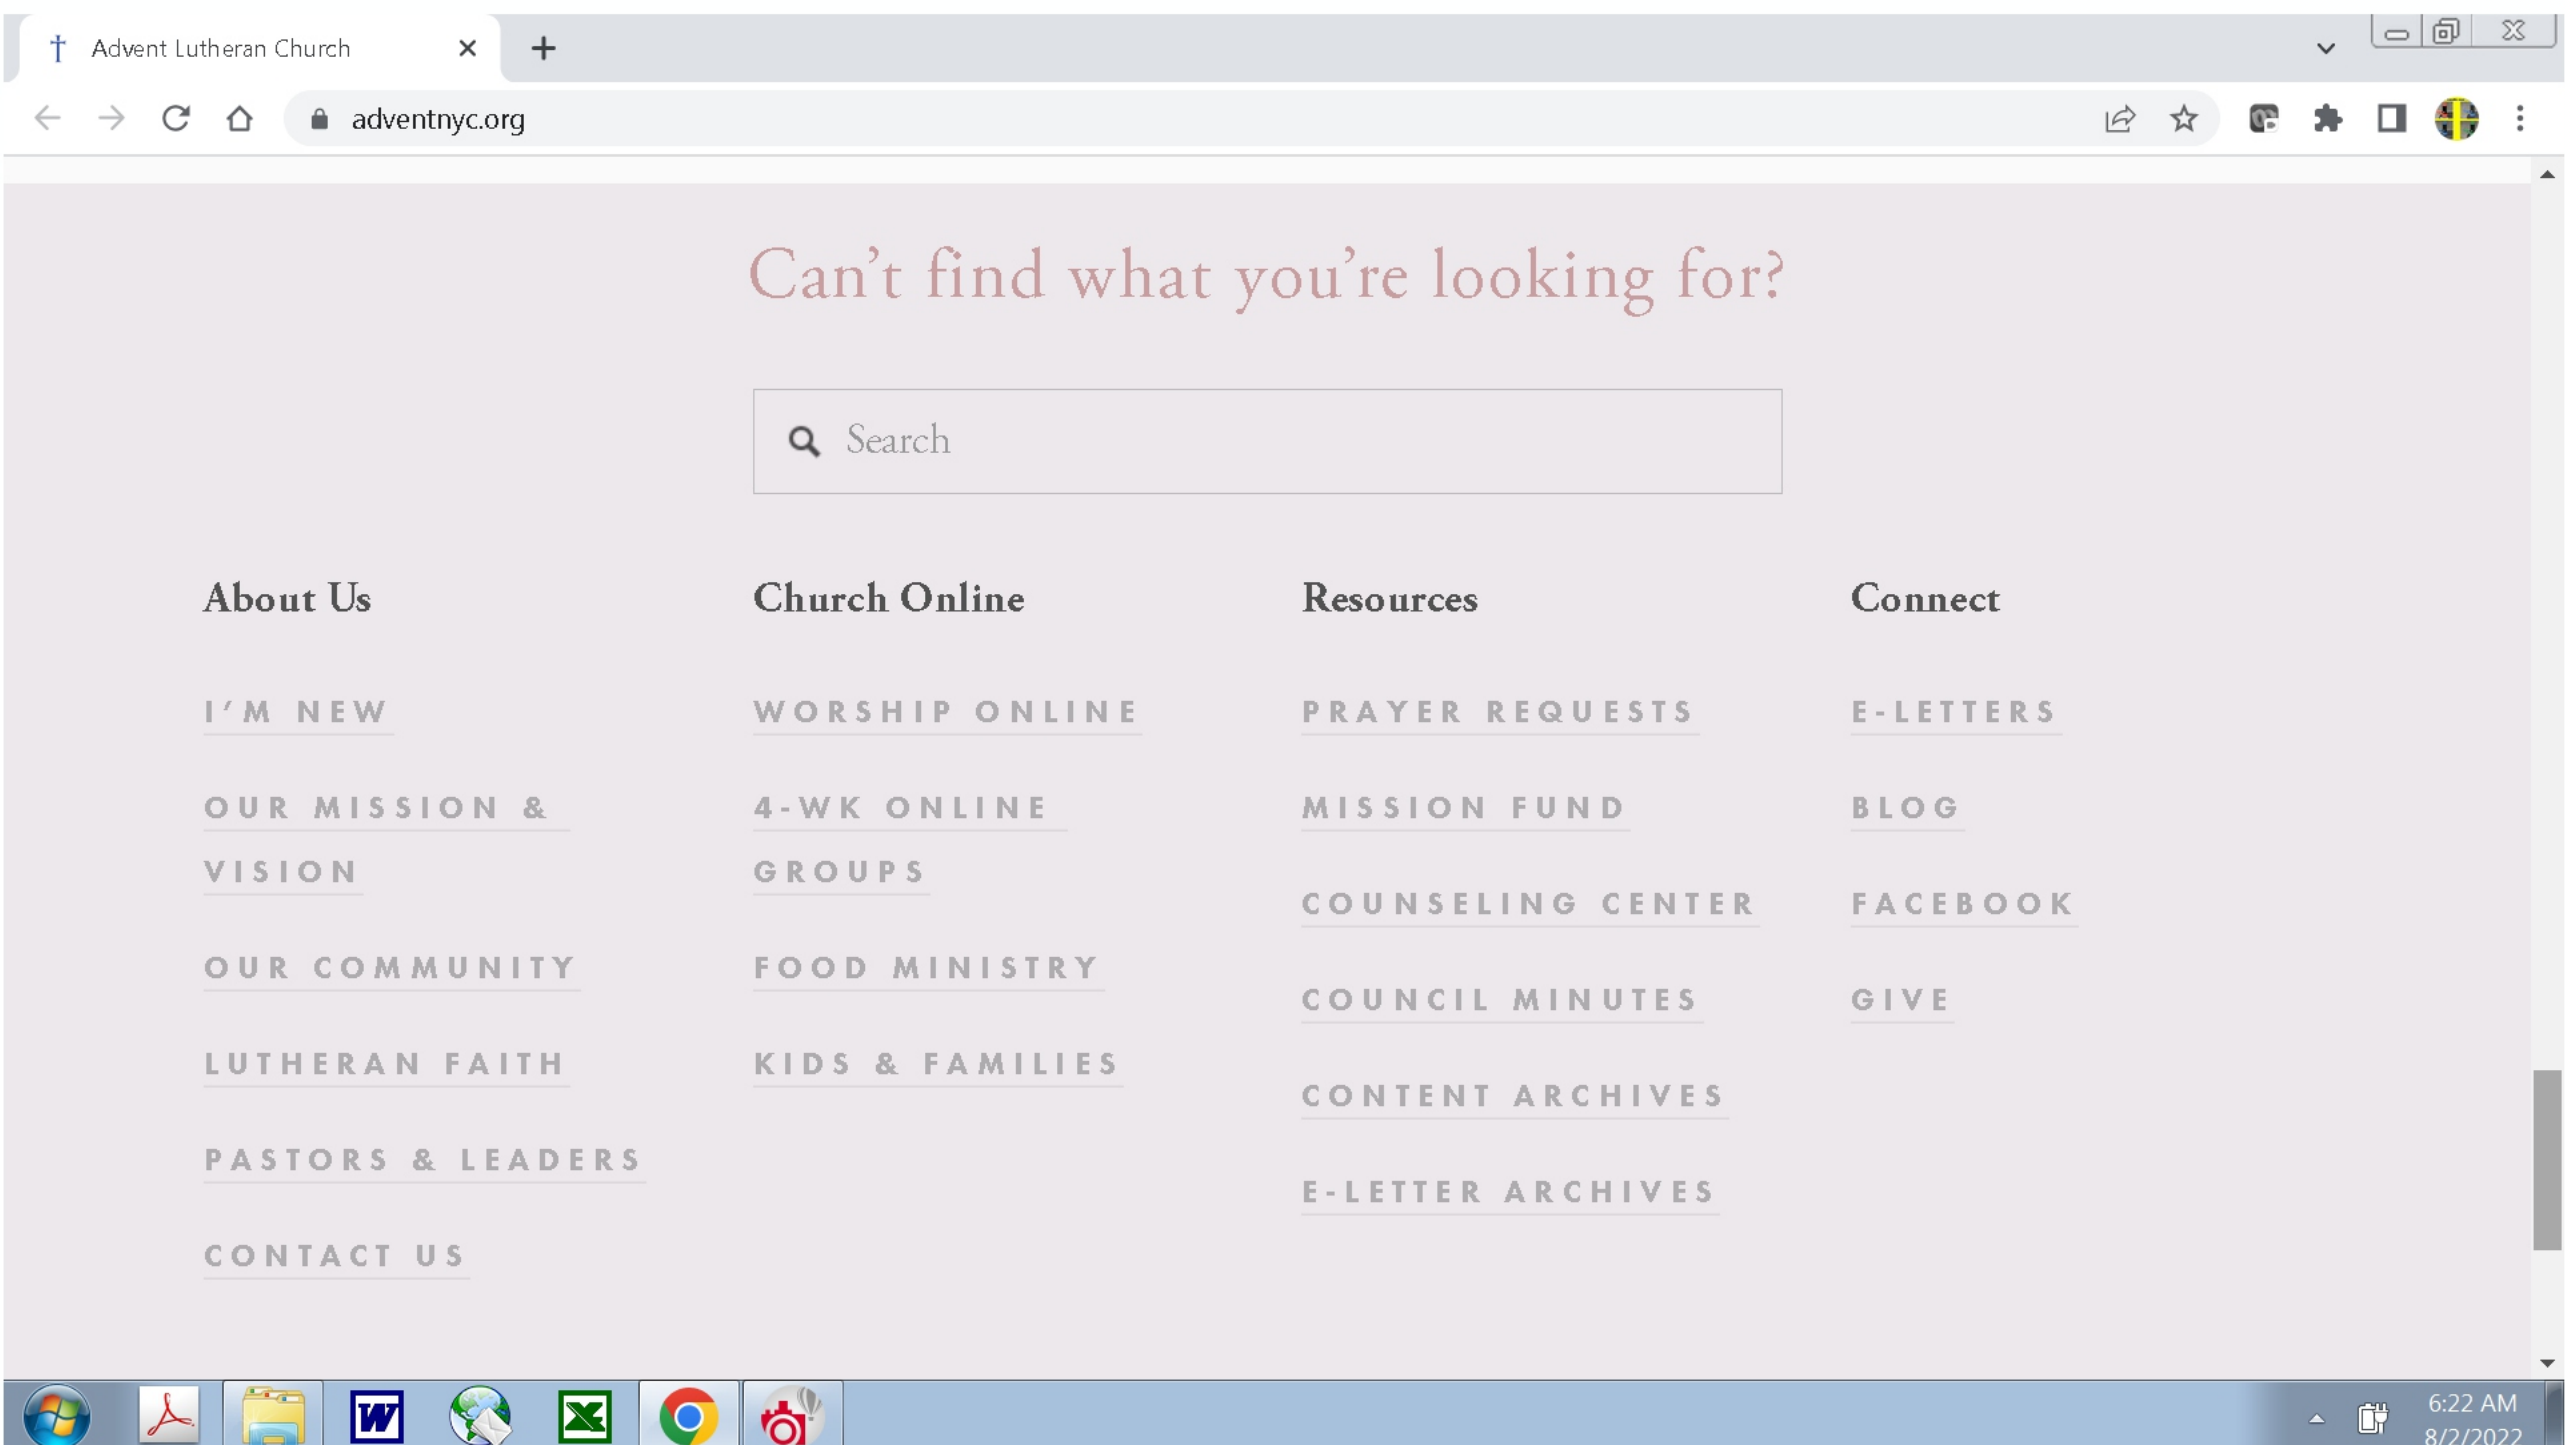 Advent Lutheran Church
adventnyc.org
Can't find what you're looking for?
Search
About Us
I'M NEW
OUR MISSION &
VISION
OUR COMMUNITY
LUTHERAN FAITH
PASTORS & LEADERS
CONTACT US
Church Online
WORSHIP ONLINE
4-WK ONLINE
GROUPS
FOOD MINISTRY
KIDS & FAMILIES
Resources
PRAYER REQUESTS
MISSION FUND
COUNSELING CENTER
COUNCIL MINUTES
CONTENT ARCHIVES
E-LETTER ARCHIVES
Connect
E-LETTERS
BLOG
FACEBOOK
GIVE
W
X
6:22 AM
8/2/2022